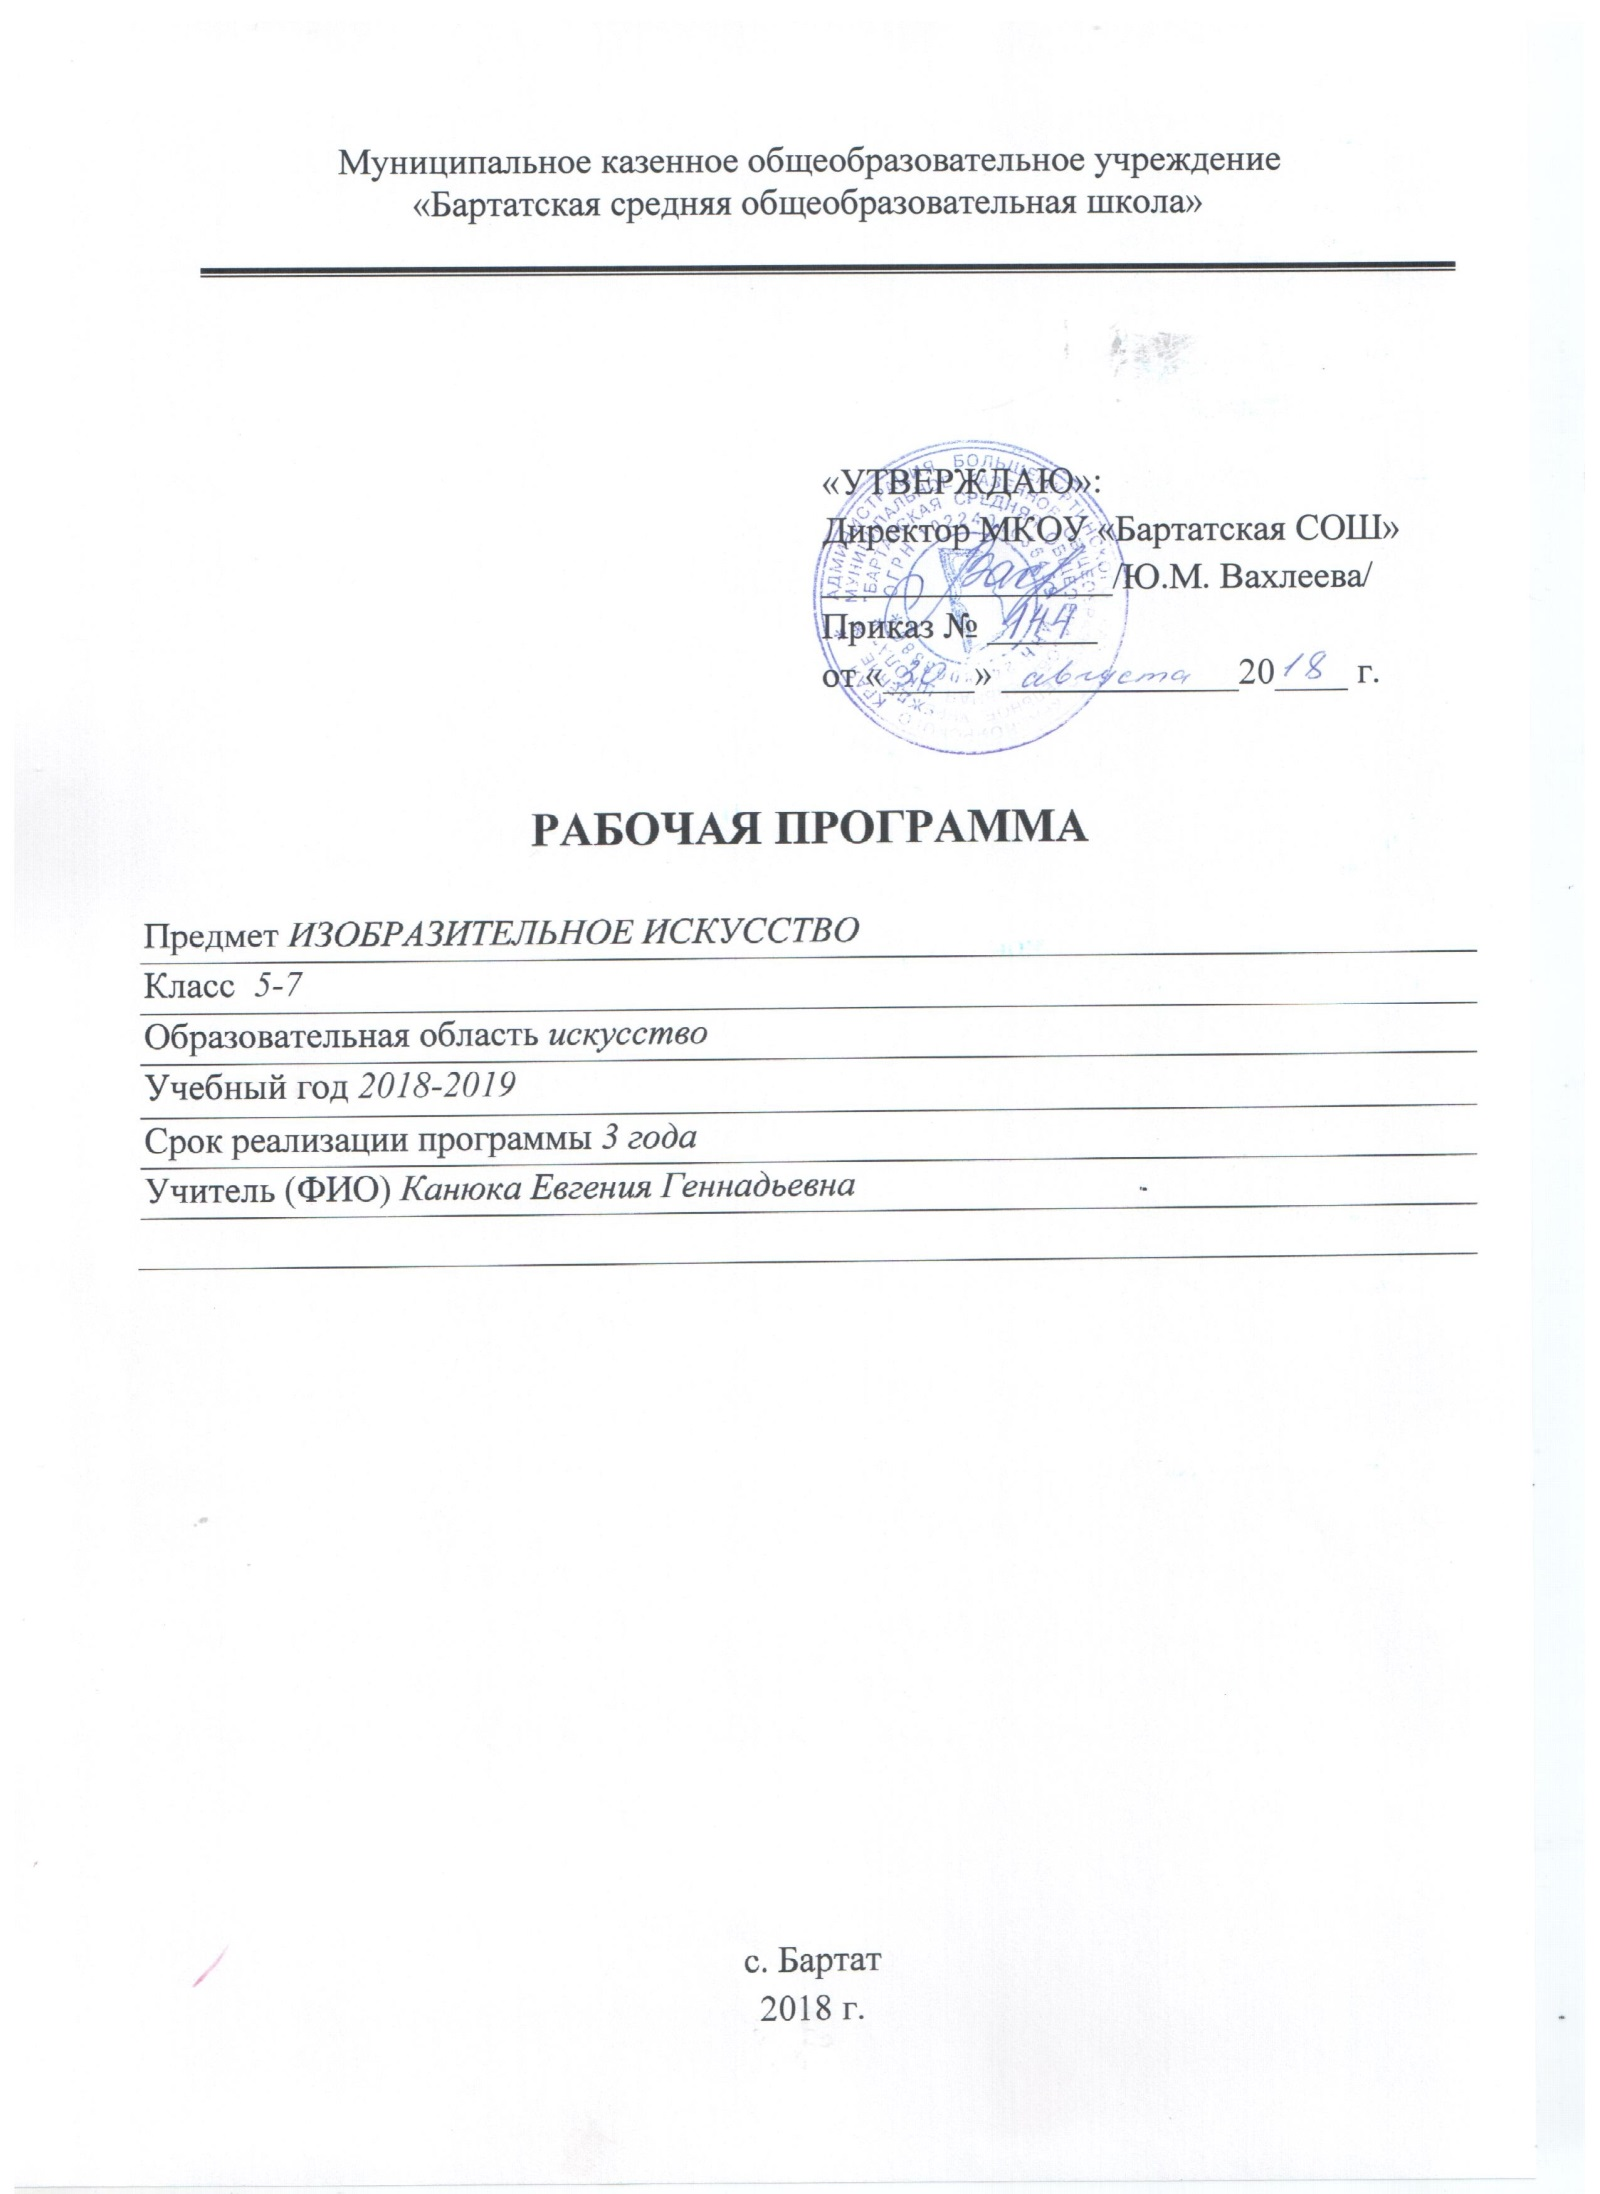 Муниципальное казенное общеобразовательное учреждение
«Бартатская средняя общеобразовательная школа»
«УТВЕРЖДАЮ»:
Директор МКОУ «Бартатская СОШ»
/Ю.М. Вахлеева/
Приказ № 144
от «30» августа 2018 г.
РАБОЧАЯ ПРОГРАММА
Предмет ИЗОБРАЗИТЕЛЬНОЕ ИСКУССТВО
Класс 5-7
Образовательная область искусство
Учебный год 2018-2019
Срок реализации программы 3 года
Учитель (ФИО) Канюка Евгения Геннадьевна
с. Бартат
2018 г.